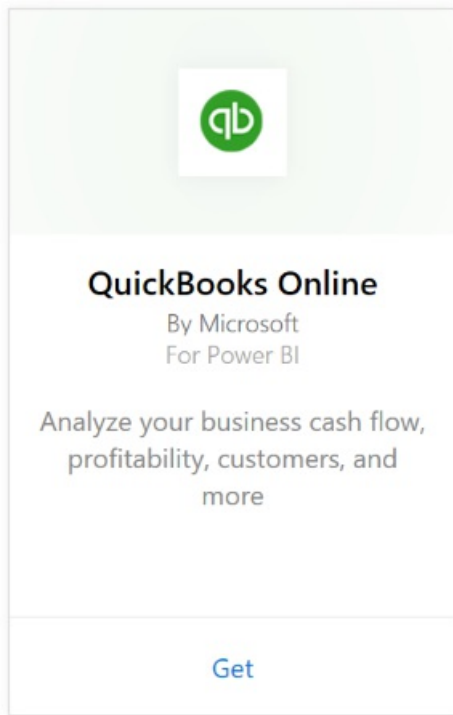 qb
QuickBooks Online
By Microsoft
For Power BI
Analyze your business cash flow,
profitability, customers, and
more
Get